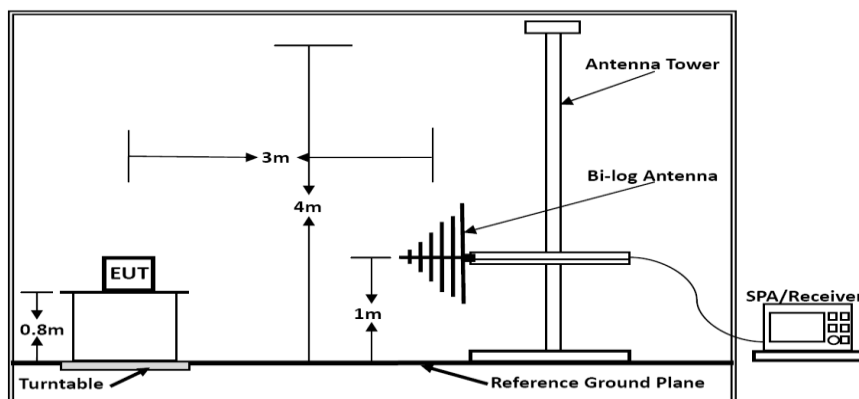 Antenna Tower
3m
Bi-log Antenna
4m
EUT
0.8m
1m
SPA/Receiver
Turntable
Reference Ground Plane